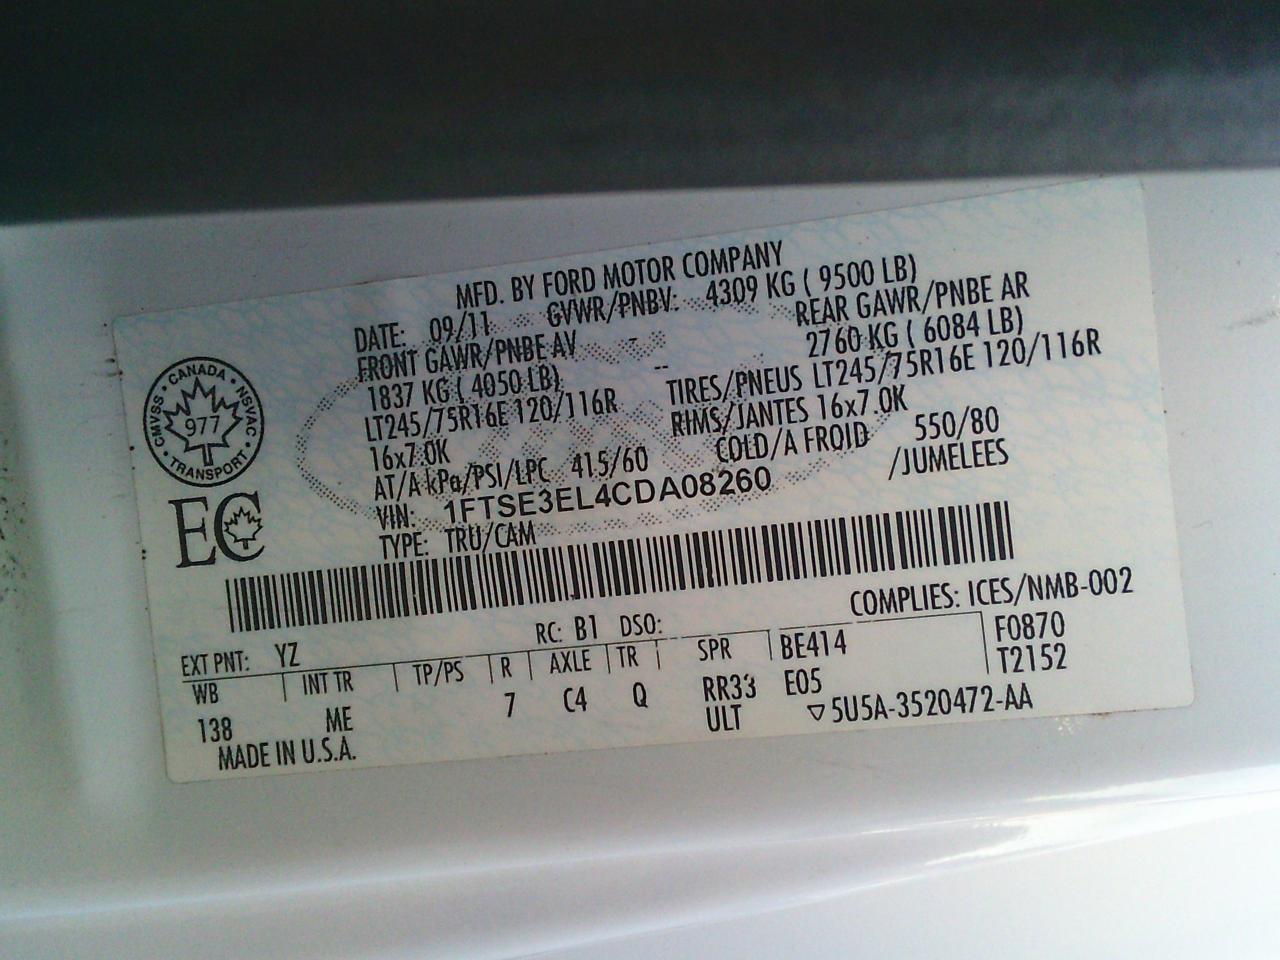 MFD. BY FORD MOTOR COMPANY
DATE: 09/11 GVWR/PNBV: 4309 KG ( 9500 LB)
FRONT GAWR/PNBE AV - REAR GAWR/PNBE AR
1837 KG ( 4050 LB) -- 2760 KG ( 6084 LB)
LT245/75R16E 120/116R TIRES/PNEUS LT245/75R16E 120/116R
16x7.0K RIMS/JANTES 16x7.0K
AT/A kPa/PSI/LPC 415/60 COLD/A FROID 550/80
VIN: 1FTSE3EL4CDA08260 /JUMELEES
TYPE: TRU/CAM
CANADA
CMVSS • NSVAC
977
• TRANSPORT •
EC
COMPLIES: ICES/NMB-002
EXT PNT: YZ RC: B1 DSO: F0870
WB INT TR TP/PS R AXLE TR SPR BE414 T2152
138 ME 7 C4 Q RR33 E05
MADE IN U.S.A. ULT ▽5U5A-3520472-AA